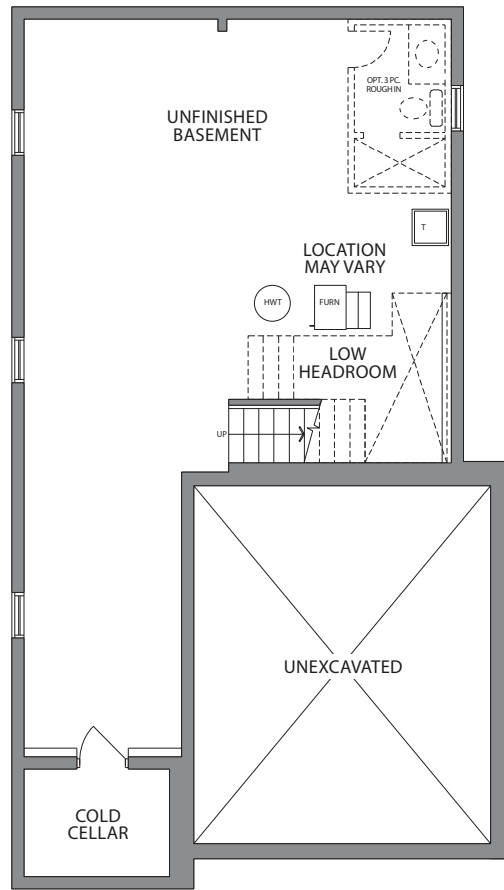 OPT. 3 PC.
ROUGH IN
UNFINISHED
BASEMENT
T
LOCATION
MAY VARY
HWT
FURN
LOW
HEADROOM
UP
UNEXCAVATED
COLD
CELLAR